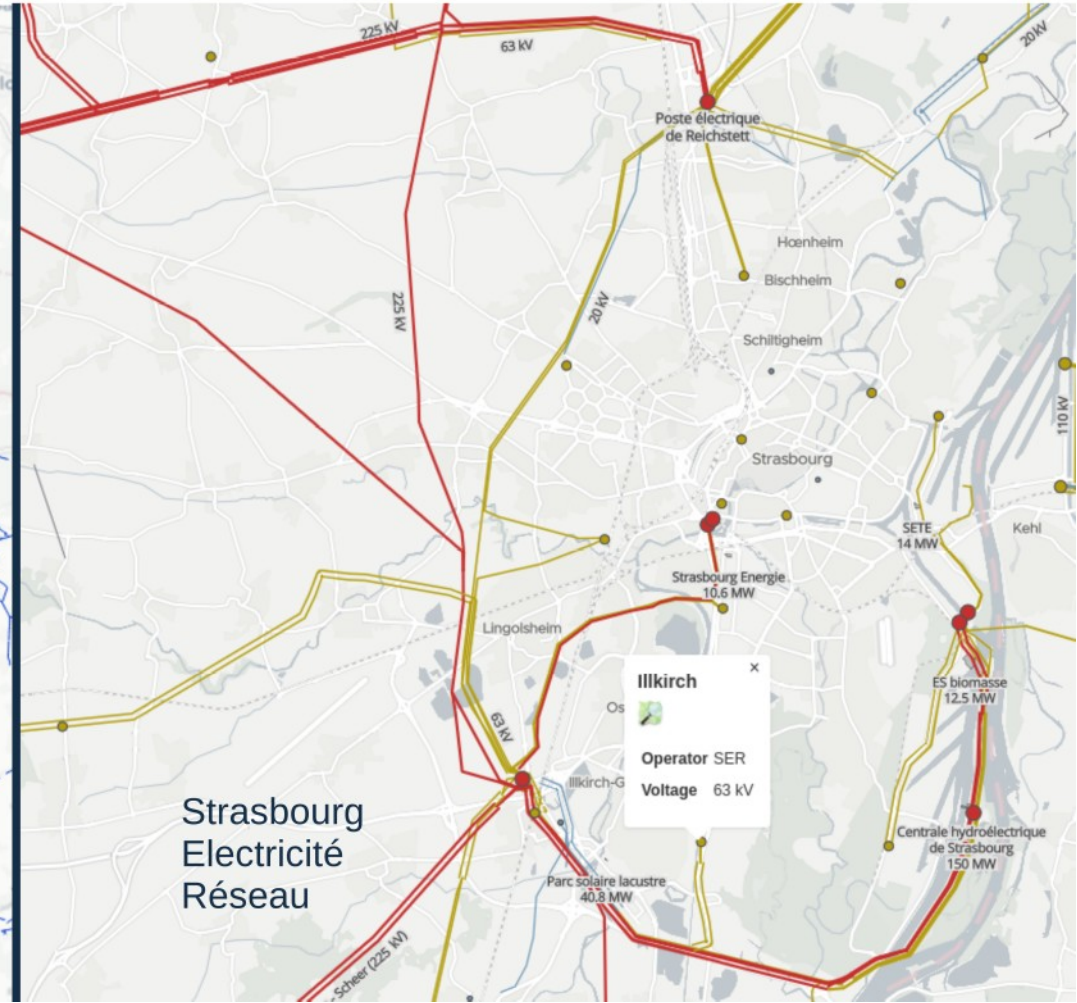 225 kV
63 kV
20 kV
Poste électrique
de Reichstett
Hœnheim
Bischheim
225 kV
20 kV
Schiltigheim
110 kV
Strasbourg
SETE
14 MW
Kehl
Strasbourg Energie
10.6 MW
Lingolsheim
×
Illkirch
ES biomasse
12.5 MW
Os
63 kV
Operator SER
Illkirch-G
Voltage 63 kV
Strasbourg
Electricité
Réseau
Centrale hydroélectrique
de Strasbourg
150 MW
Parc solaire lacustre
40.8 MW
- Scheer (225 kV)